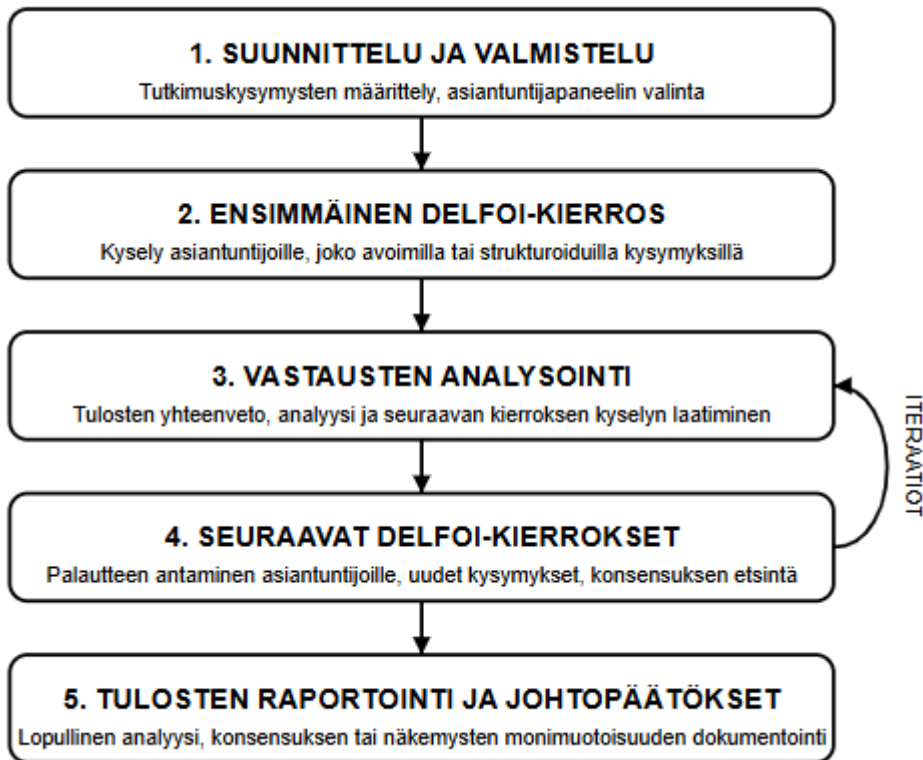 1. SUUNNITTELU JA VALMISTELU
Tutkimuskysymysten määrittely, asiantuntijapaneelin valinta
2. ENSIMMÄINEN DELFOI-KIERROS
Kysely asiantuntijoille, joko avoimilla tai strukturoiduilla kysymyksillä
3. VASTAUSTEN ANALYSOINTI
Tulosten yhteenveto, analyysi ja seuraavan kierroksen kyselyn laatiminen
ITERAATIOT
4. SEURAAVAT DELFOI-KIERROKSET
Palautteen antaminen asiantuntijoille, uudet kysymykset, konsensuksen etsintä
5. TULOSTEN RAPORTOINTI JA JOHTOPÄÄTÖKSET
Lopullinen analyysi, konsensuksen tai näkemysten monimuotoisuuden dokumentointi